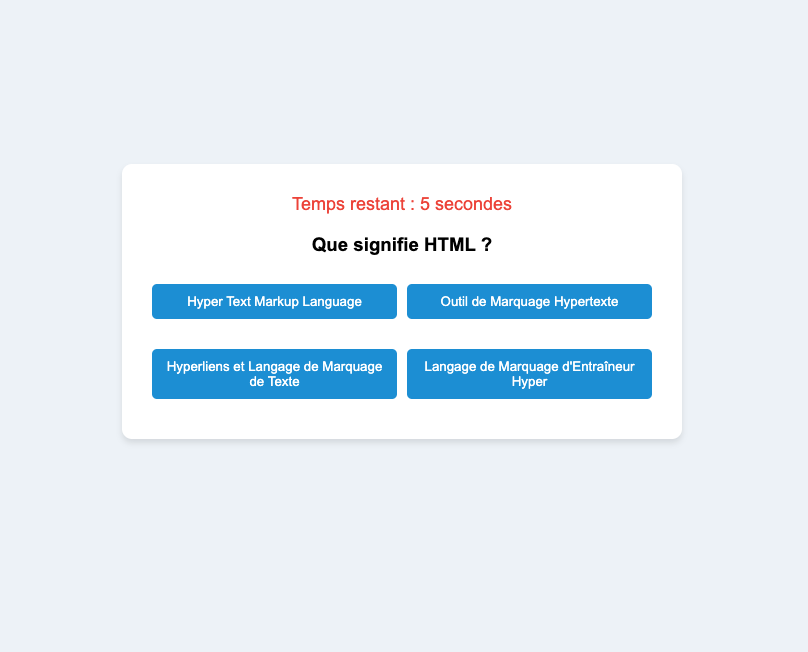 Temps restant : 5 secondes
Que signifie HTML ?
Hyper Text Markup Language
Outil de Marquage Hypertexte
Hyperliens et Langage de Marquage
de Texte
Langage de Marquage d'Entraîneur
Hyper